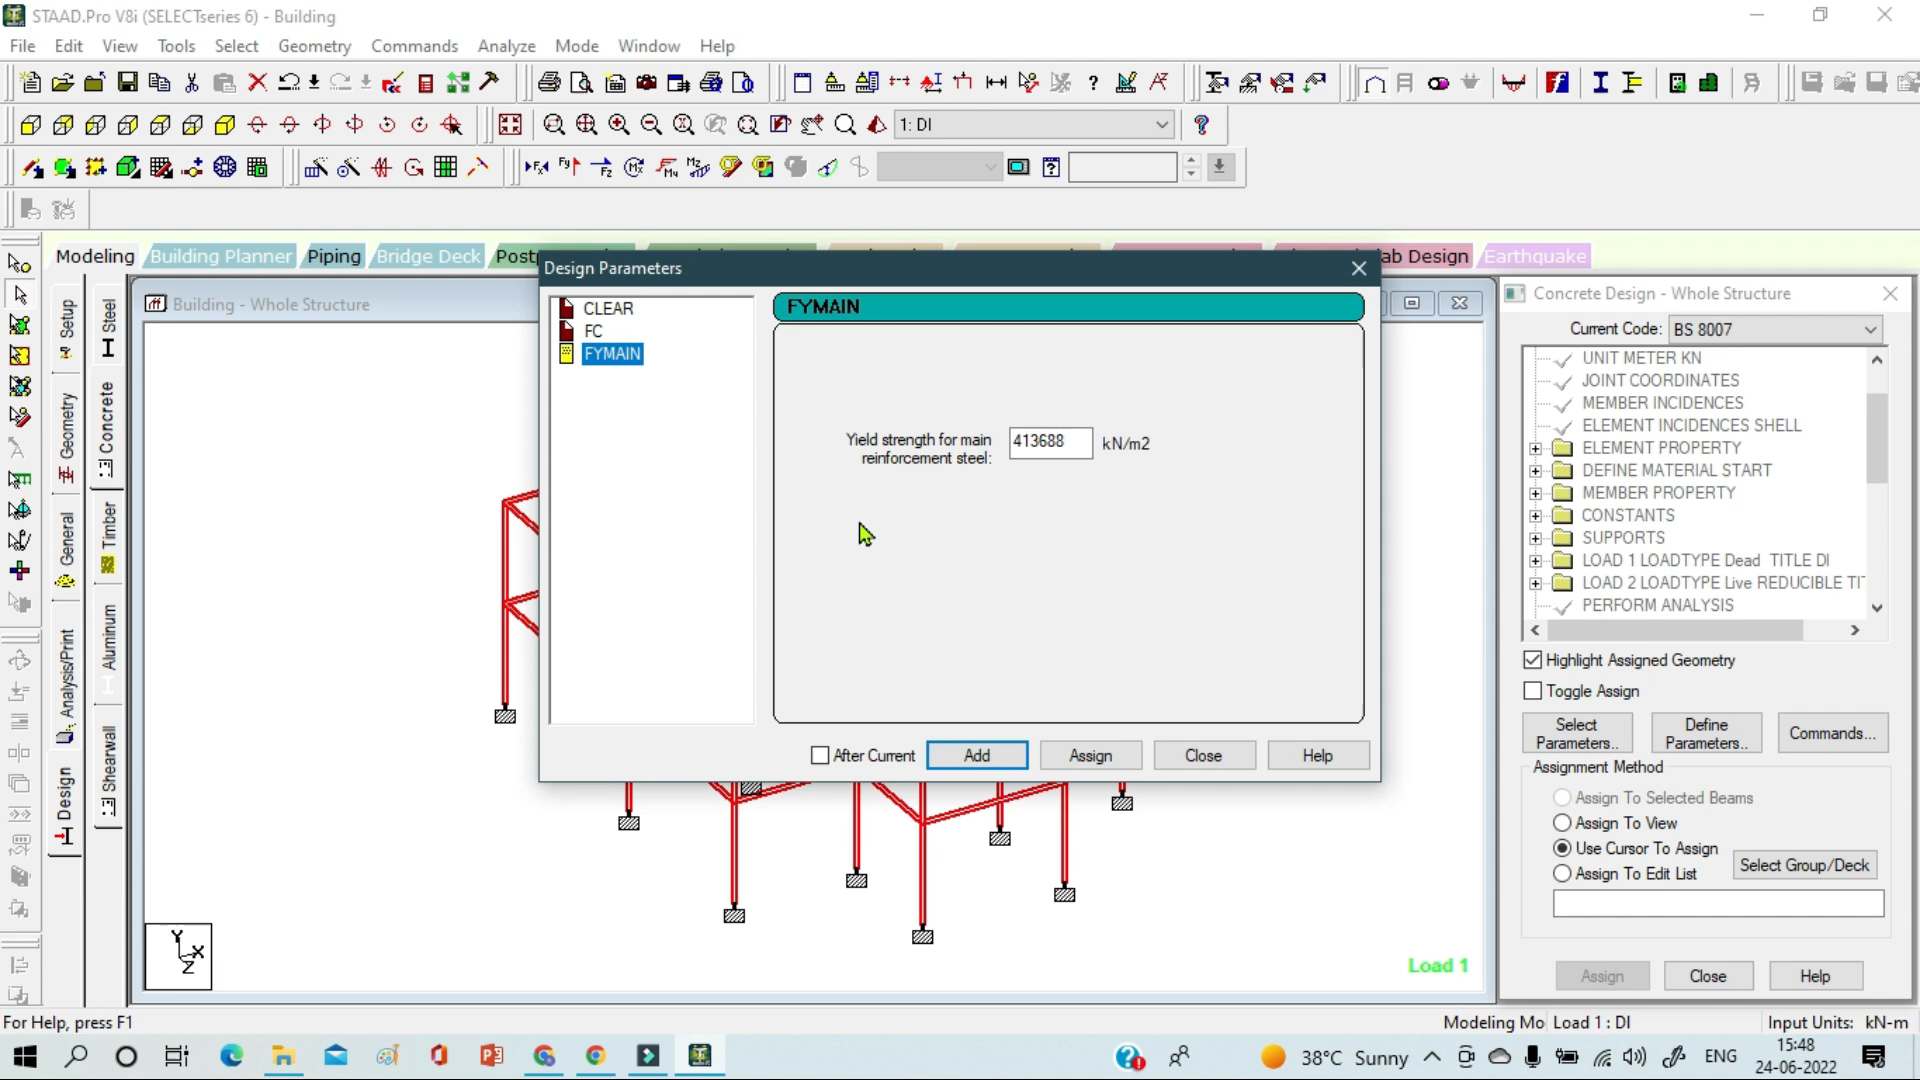 STAAD.Pro V8i (SELECTseries 6) - Building
File Edit View Tools Select Geometry Commands Analyze Mode Window Help
1: DI
Modeling Building Planner Piping Bridge Deck Post ab Design Earthquake
Design Parameters
Building - Whole Structure
Setup
Geometry
General
Analysis/Print
Design
Steel
Concrete
Timber
Aluminum
Shearwall
CLEAR
FC
FYMAIN
FYMAIN
Yield strength for main
reinforcement steel:
413688
kN/m2
After Current
Add
Assign
Close
Help
Y
X
Z
Load 1
Concrete Design - Whole Structure
Current Code: BS 8007
UNIT METER KN
JOINT COORDINATES
MEMBER INCIDENCES
ELEMENT INCIDENCES SHELL
ELEMENT PROPERTY
DEFINE MATERIAL START
MEMBER PROPERTY
CONSTANTS
SUPPORTS
LOAD 1 LOADTYPE Dead TITLE DI
LOAD 2 LOADTYPE Live REDUCIBLE TI
PERFORM ANALYSIS
Highlight Assigned Geometry
Toggle Assign
Select
Parameters..
Define
Parameters..
Commands...
Assignment Method
Assign To Selected Beams
Assign To View
Use Cursor To Assign
Assign To Edit List
Select Group/Deck
Assign
Close
Help
For Help, press F1
Modeling Mo
Load 1 : DI
Input Units: kN-m
38°C Sunny
ENG
15:48
24-06-2022